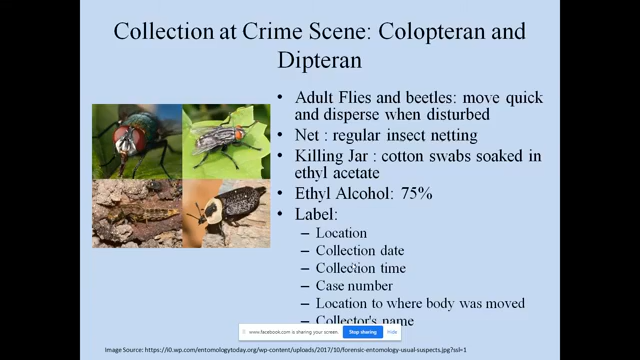 Collection at Crime Scene: Colopteran and
Dipteran
• Adult Flies and beetles: move quick
and disperse when disturbed
• Net : regular insect netting
• Killing Jar : cotton swabs soaked in
ethyl acetate
• Ethyl Alcohol: 75%
• Label:
– Location
– Collection date
– Collection time
– Case number
– Location to where body was moved
– Collector's name
www.facebook.com is sharing your screen.
Stop sharing
Hide
Image Source: https://i0.wp.com/entomologytoday.org/wp-content/uploads/2017/10/forensic-entomology-usual-suspects.jpg?ssl=1